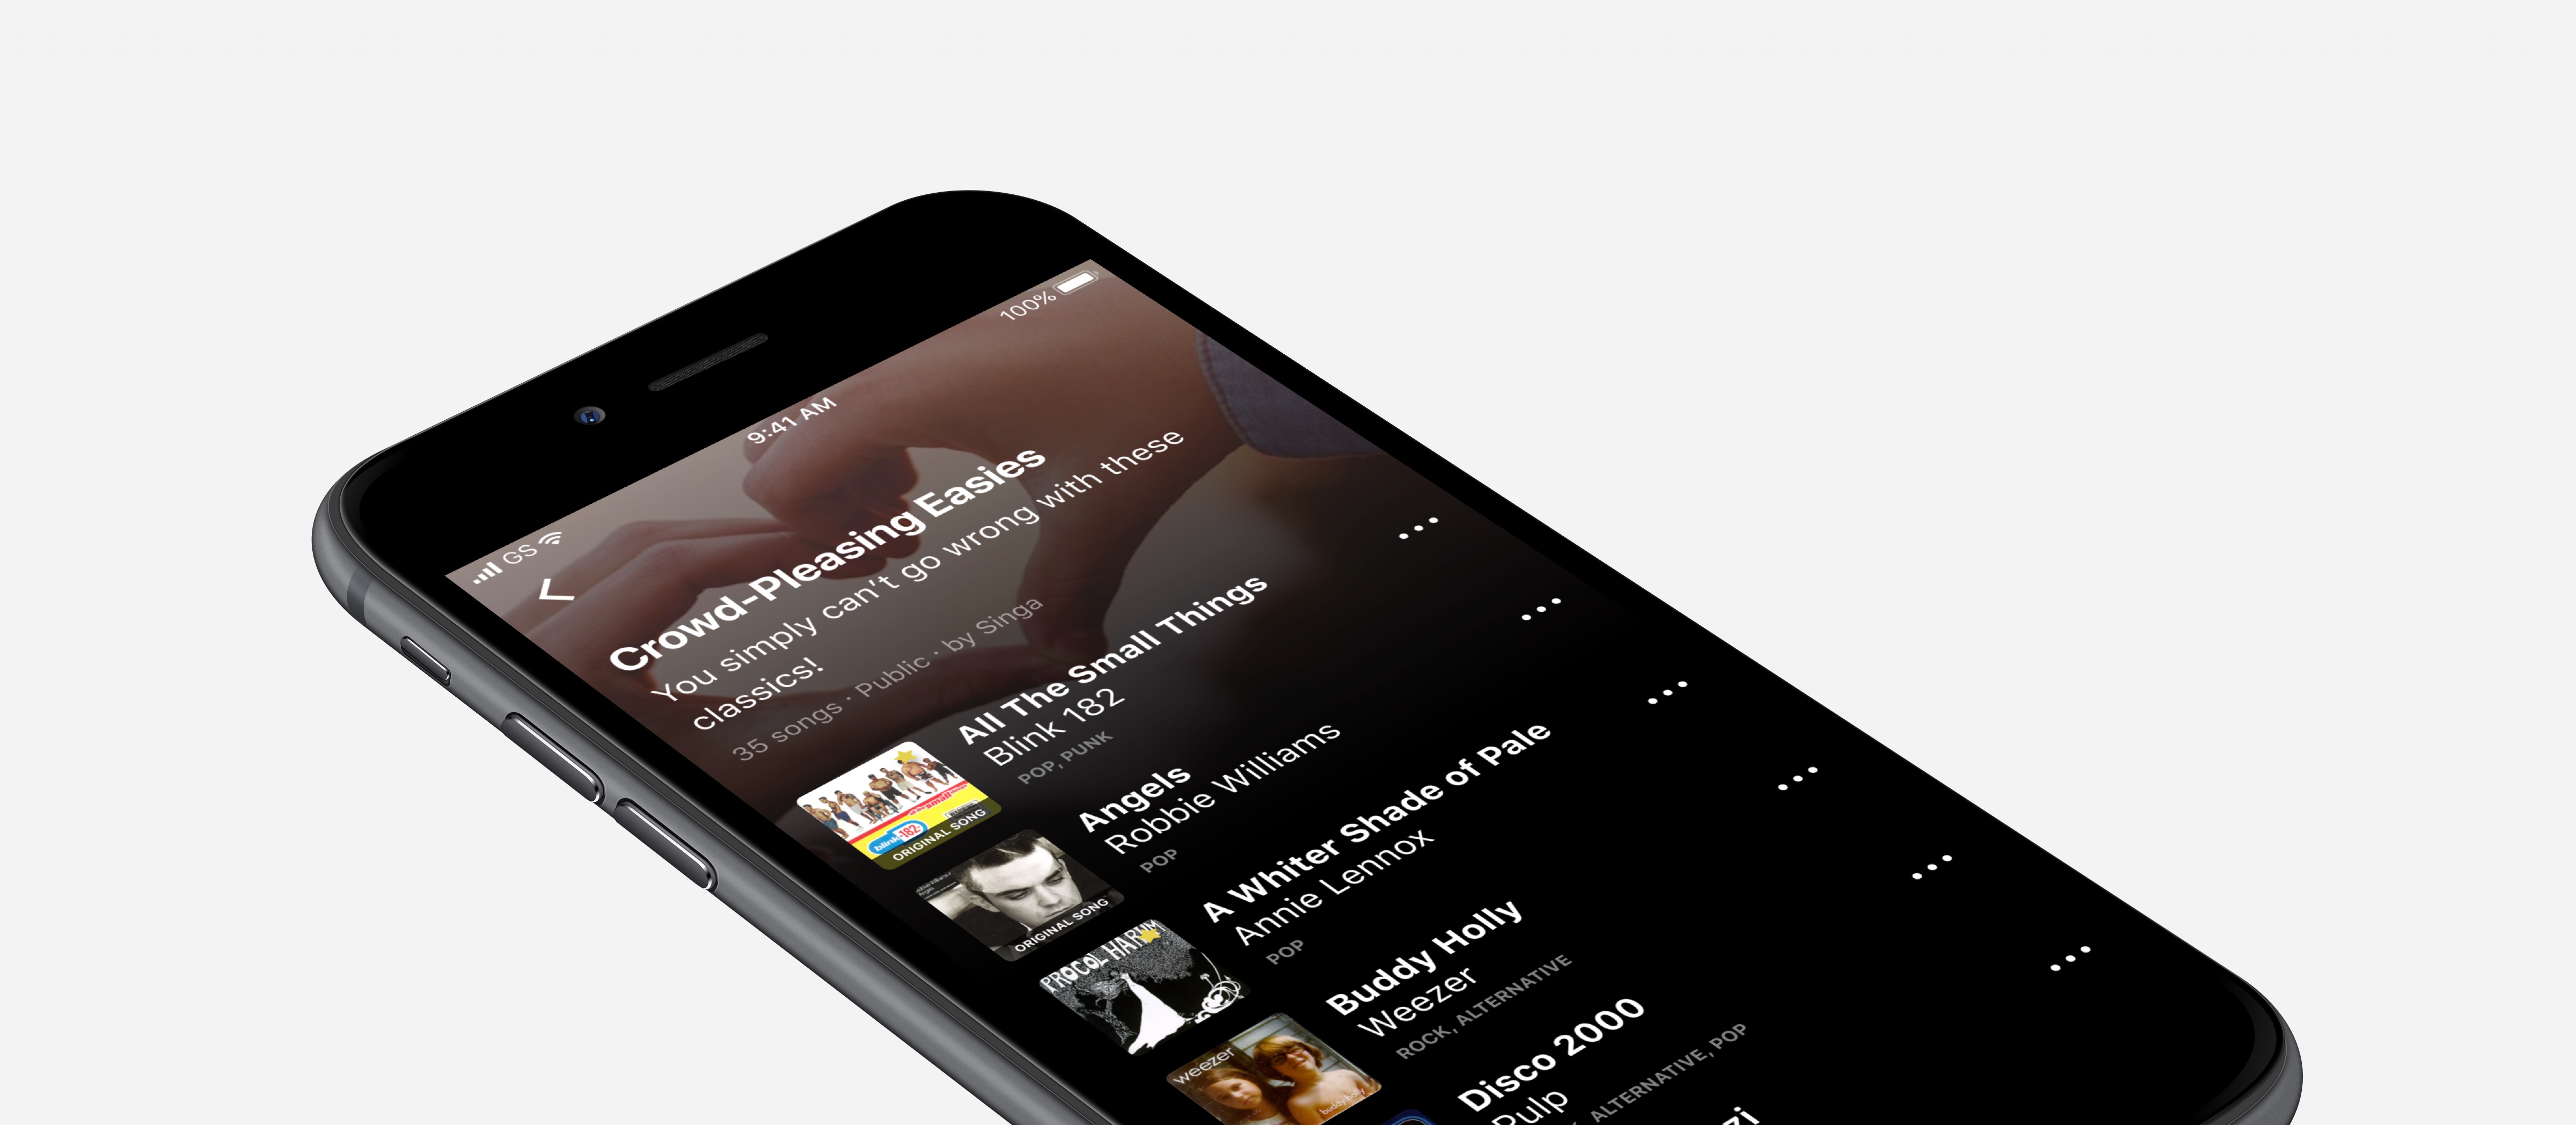 GS
9:41 AM
100%
Crowd-Pleasing Easies
You simply can't go wrong with these
classics!
35 songs · Public · by Singa
All The Small Things
Blink 182
POP, PUNK
blink-182
ORIGINAL SONG
Angels
Robbie Williams
POP
ORIGINAL SONG
A Whiter Shade of Pale
Annie Lennox
POP
PROCOL HARUM
Buddy Holly
Weezer
ROCK, ALTERNATIVE
weezer
buddy holly
Disco 2000
Pulp
ALTERNATIVE, POP